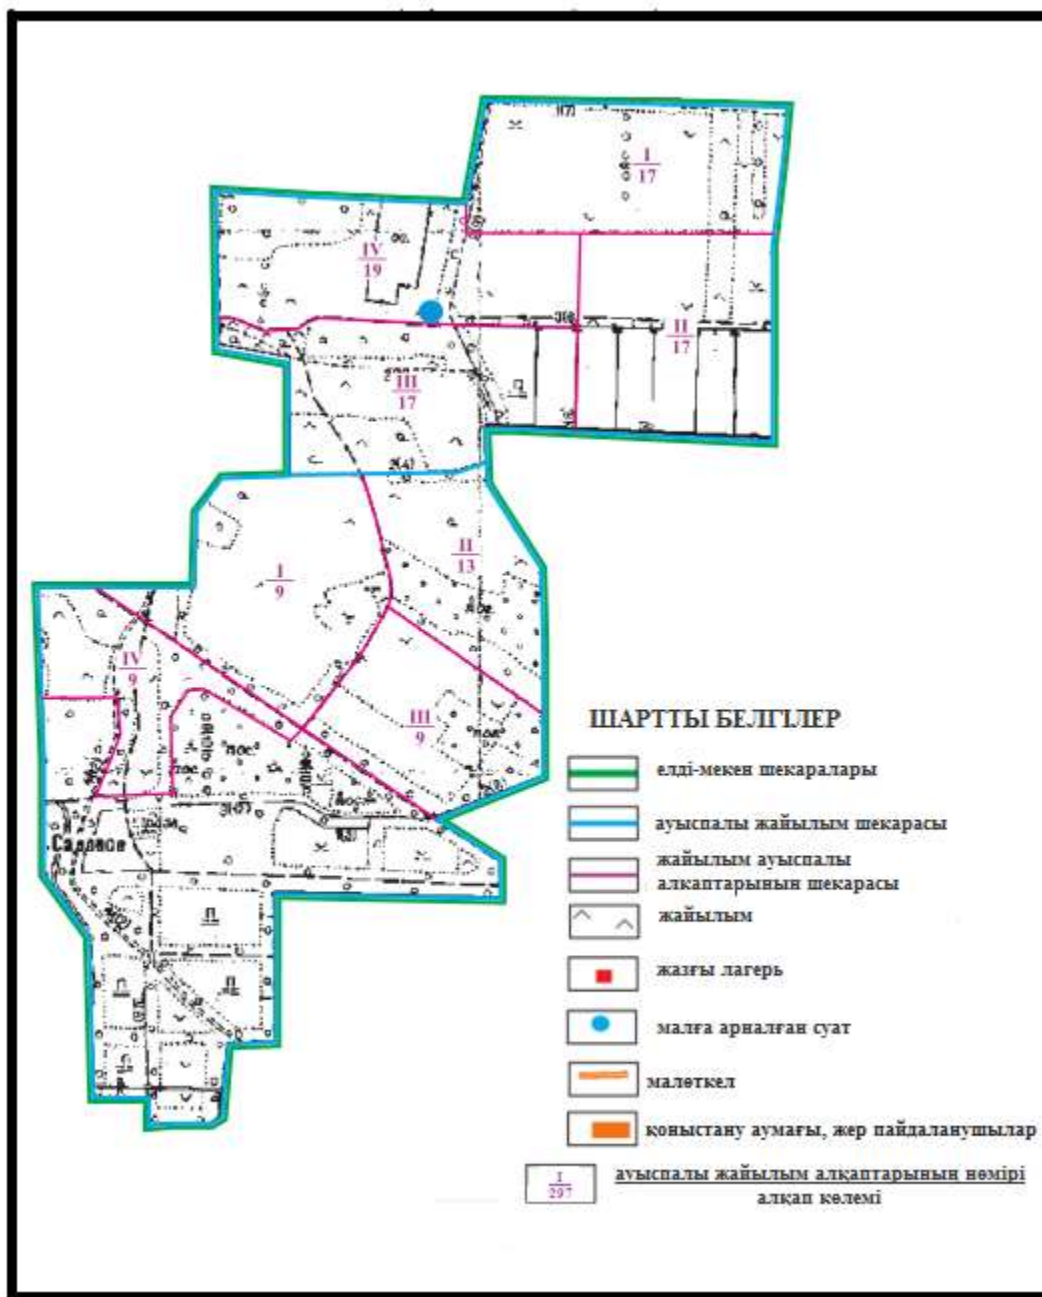 I
17
IV
19
II
17
III
17
2(4)
II
13
I
9
IV
9
III
9
ШАРТТЫ БЕЛГІЛЕР
елді-мекен шекаралары
ауыспалы жайылым шекарасы
жайылым ауыспалы
алқаптарының шекарасы
жайылым
жазғы лагерь
малға арналған суат
малөткел
қоныстану аумағы, жер пайдаланушылар
I
297
ауыспалы жайылым алқаптарының нөмірі
алқап көлемі